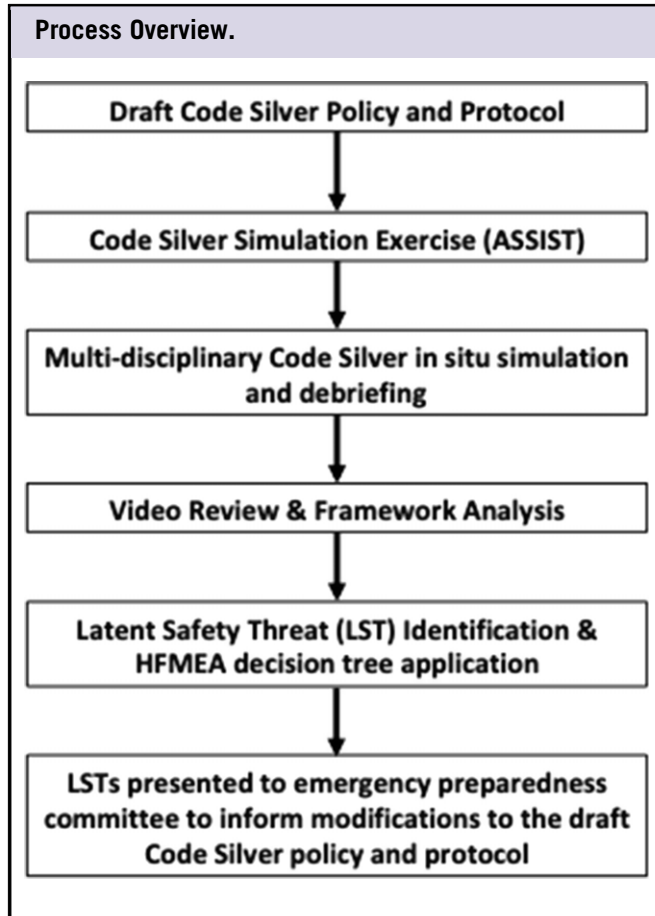 Process Overview.
Draft Code Silver Policy and Protocol
Code Silver Simulation Exercise (ASSIST)
Multi-disciplinary Code Silver in situ simulation
and debriefing
Video Review & Framework Analysis
Latent Safety Threat (LST) Identification &
HFMEA decision tree application
LSTs presented to emergency preparedness
committee to inform modifications to the draft
Code Silver policy and protocol